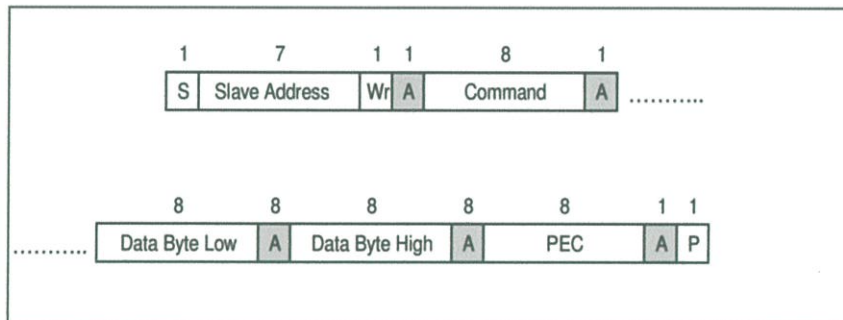 1 7 1 1 8 1
S Slave Address Wr A Command A ...........
8 8 8 8 8 1 1
........... Data Byte Low A Data Byte High A PEC A P